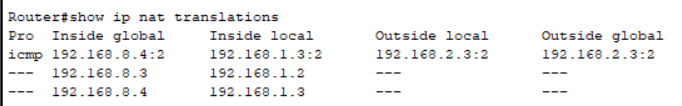 Router#show ip nat translations
Pro  Inside global     Inside local       Outside local      Outside global
icmp 192.168.8.4:2     192.168.1.3:2      192.168.2.3:2      192.168.2.3:2
---  192.168.8.3       192.168.1.2        ---                ---
---  192.168.8.4       192.168.1.3        ---                ---